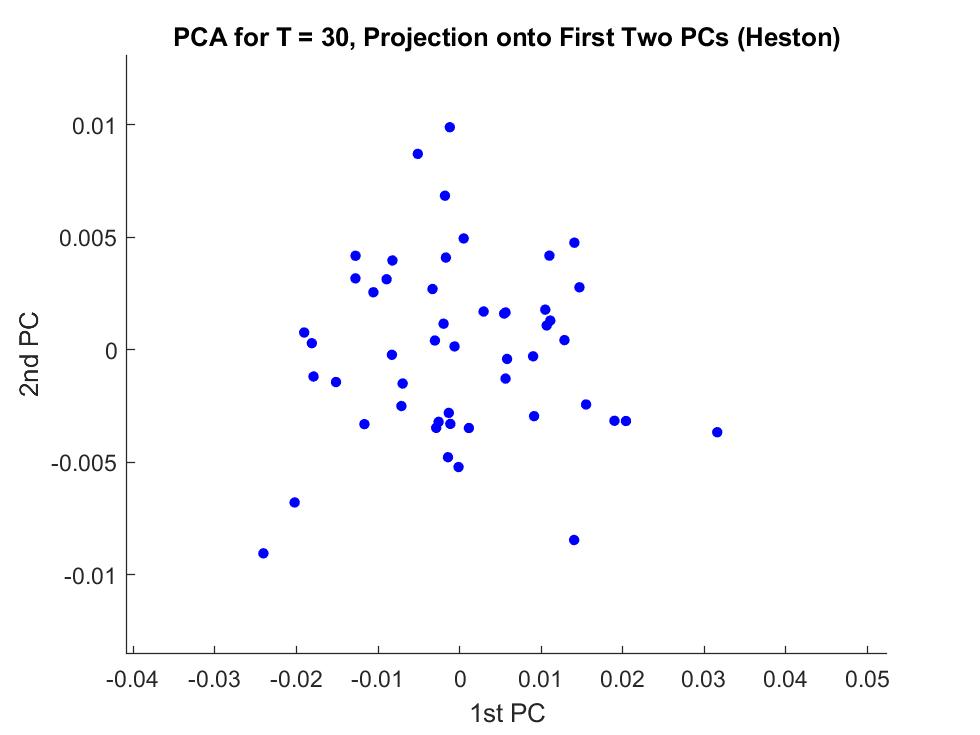 PCA for T = 30, Projection onto First Two PCs (Heston)
0.01
0.005
0
-0.005
-0.01
2nd PC
-0.04 -0.03 -0.02 -0.01 0 0.01 0.02 0.03 0.04 0.05
1st PC